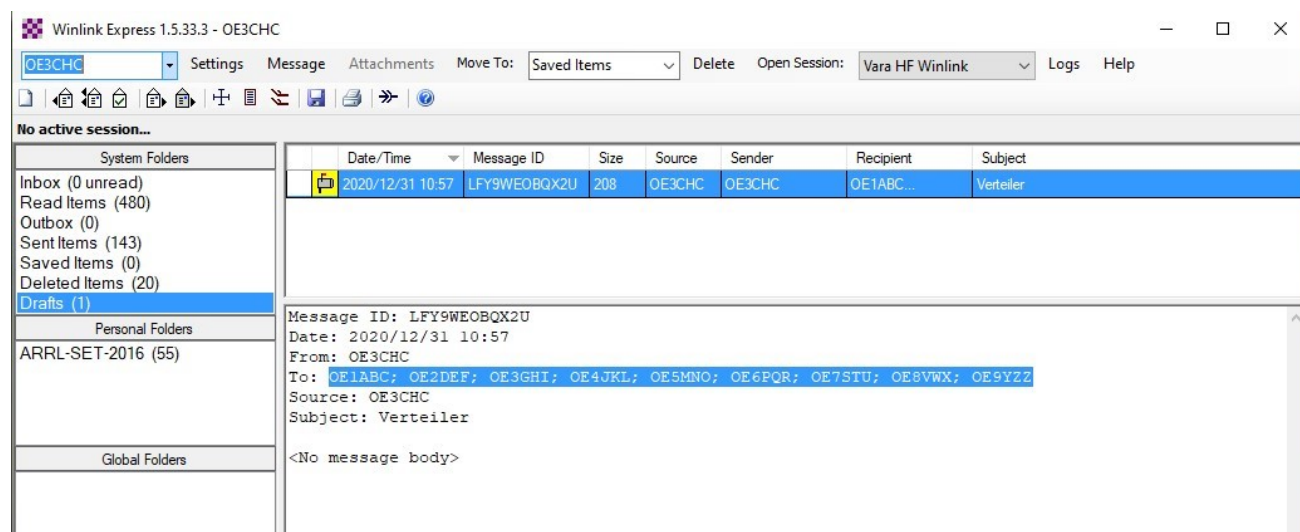 Winlink Express 1.5.33.3 - OE3CHC
OE3CHC Settings Message Attachments Move To: Saved Items Delete Open Session: Vara HF Winlink Logs Help
No active session...
System Folders
Inbox (0 unread)
Read Items (480)
Outbox (0)
Sent Items (143)
Saved Items (0)
Deleted Items (20)
Drafts (1)
Personal Folders
ARRL-SET-2016 (55)
Global Folders
Date/Time Message ID Size Source Sender Recipient Subject
2020/12/31 10:57 LFY9WEOBQX2U 208 OE3CHC OE3CHC OE1ABC... Verteiler
Message ID: LFY9WEOBQX2U
Date: 2020/12/31 10:57
From: OE3CHC
To: OE1ABC; OE2DEF; OE3GHI; OE4JKL; OE5MNO; OE6PQR; OE7STU; OE8VWX; OE9YZZ
Source: OE3CHC
Subject: Verteiler
<No message body>